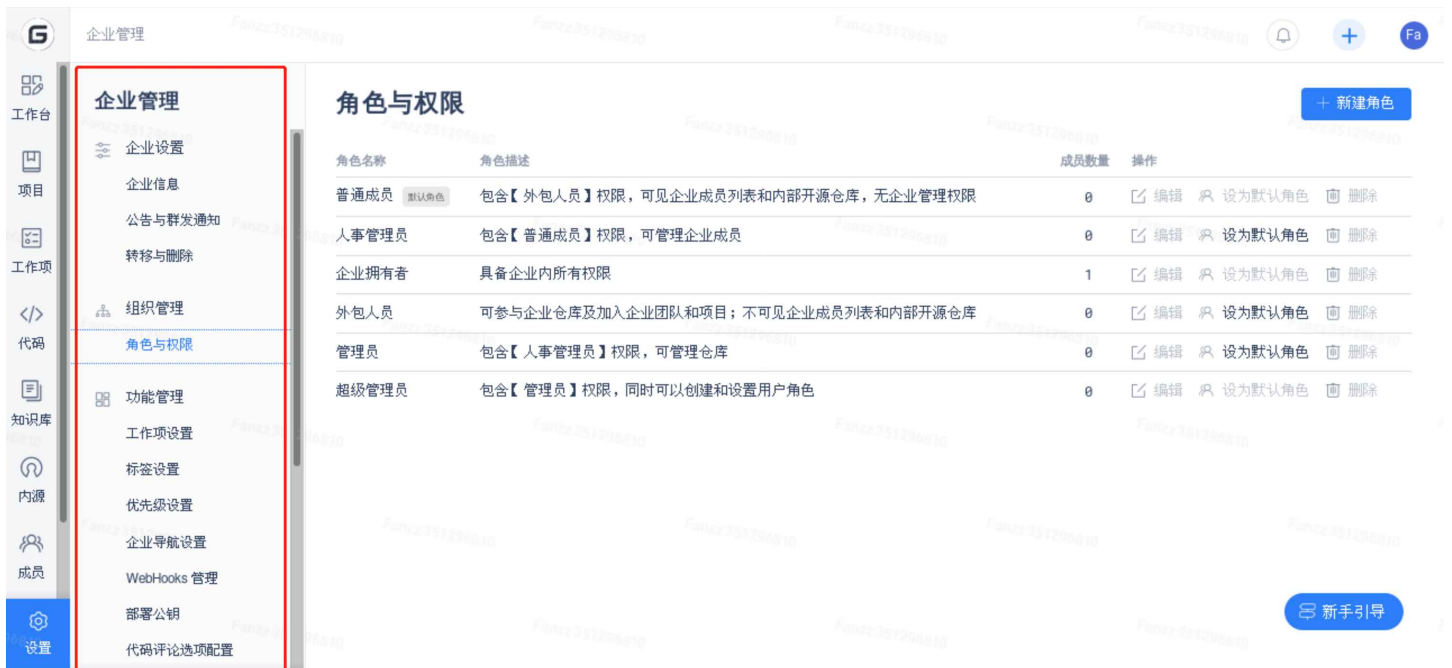 G 企业管理 Fa
工作台
项目
工作项
代码
知识库
内源
成员
设置
企业管理
企业设置
企业信息
公告与群发通知
转移与删除
组织管理
角色与权限
功能管理
工作项设置
标签设置
优先级设置
企业导航设置
WebHooks 管理
部署公钥
代码评论选项配置
角色与权限 新建角色
角色名称 角色描述 成员数量 操作
普通成员 默认角色 包含【外包人员】权限，可见企业成员列表和内部开源仓库，无企业管理权限 0 编辑 设为默认角色 删除
人事管理员 包含【普通成员】权限，可管理企业成员 0 编辑 设为默认角色 删除
企业拥有者 具备企业内所有权限 1 编辑 设为默认角色 删除
外包人员 可参与企业仓库及加入企业团队和项目；不可见企业成员列表和内部开源仓库 0 编辑 设为默认角色 删除
管理员 包含【人事管理员】权限，可管理仓库 0 编辑 设为默认角色 删除
超级管理员 包含【管理员】权限，同时可以创建和设置用户角色 0 编辑 设为默认角色 删除
新手引导